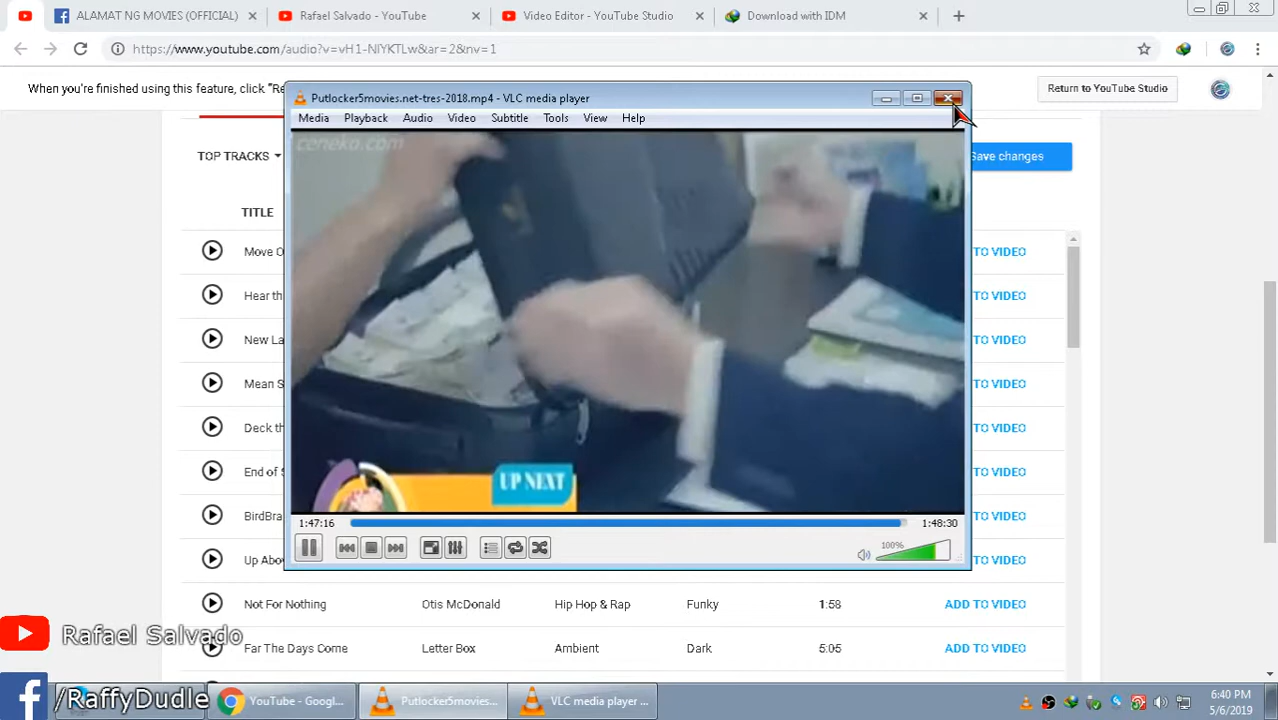 ALAMAT NG MOVIES (OFFICIAL)
Rafael Salvado - YouTube
Video Editor - YouTube Studio
Download with IDM
https://www.youtube.com/audio?v=vH1-NlYKTLw&ar=2&nv=1
When you're finished using this feature, click "Re
Return to YouTube Studio
Putlocker5movies.net-tres-2018.mp4 - VLC media player
Media Playback Audio Video Subtitle Tools View Help
ceneko.com
TOP TRACKS
Save changes
TITLE
Move O
TO VIDEO
Hear th
TO VIDEO
New La
TO VIDEO
Mean S
TO VIDEO
Deck th
TO VIDEO
End of S
TO VIDEO
UP NEXT
BirdBra
TO VIDEO
1:47:16
1:48:30
Up Abov
TO VIDEO
100%
Not For Nothing Otis McDonald Hip Hop & Rap Funky 1:58 ADD TO VIDEO
Rafael Salvado
Far The Days Come Letter Box Ambient Dark 5:05 ADD TO VIDEO
/RaffyDudle
YouTube - Googl...
Putlocker5movies...
VLC media player ...
6:40 PM
5/6/2019